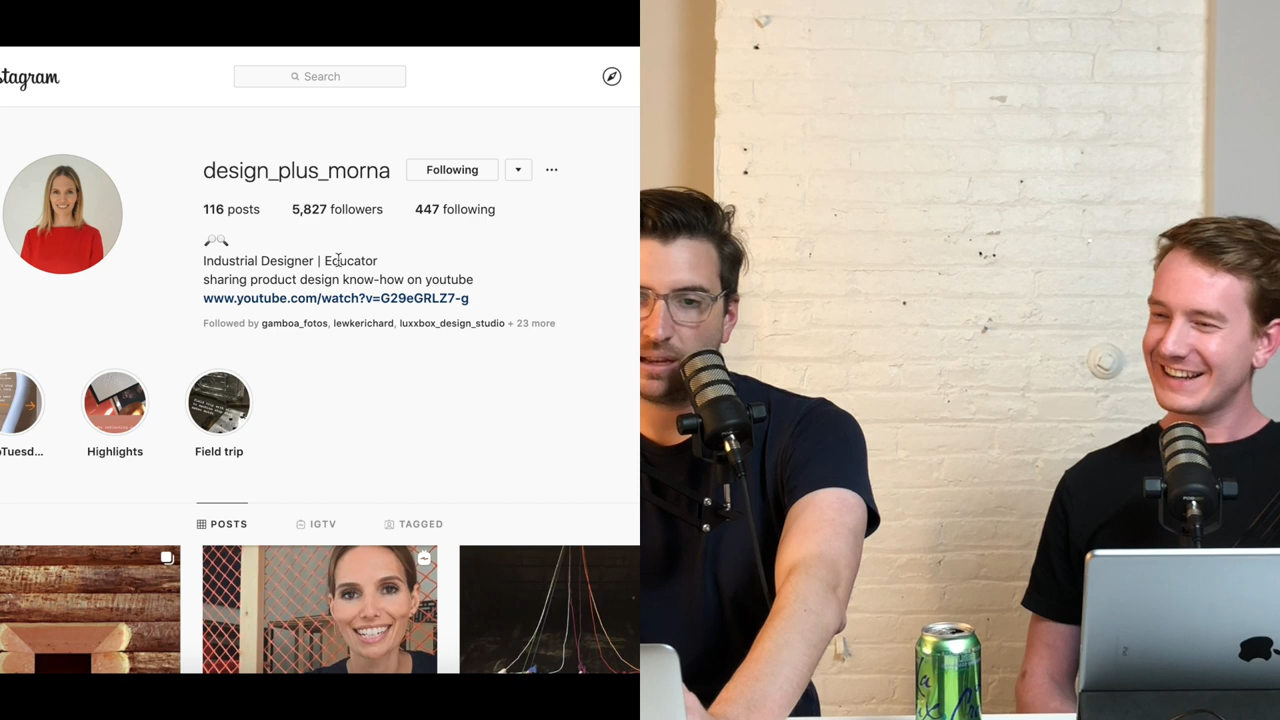 stagram
Search
design_plus_morna Following
116 posts 5,827 followers 447 following
Industrial Designer | Educator
sharing product design know-how on youtube
www.youtube.com/watch?v=G29eGRLZ7-g
Followed by gamboa_fotos, lewkerichard, luxxbox_design_studio + 23 more
Tuesd... Highlights Field trip
POSTS IGTV TAGGED
La
Croix